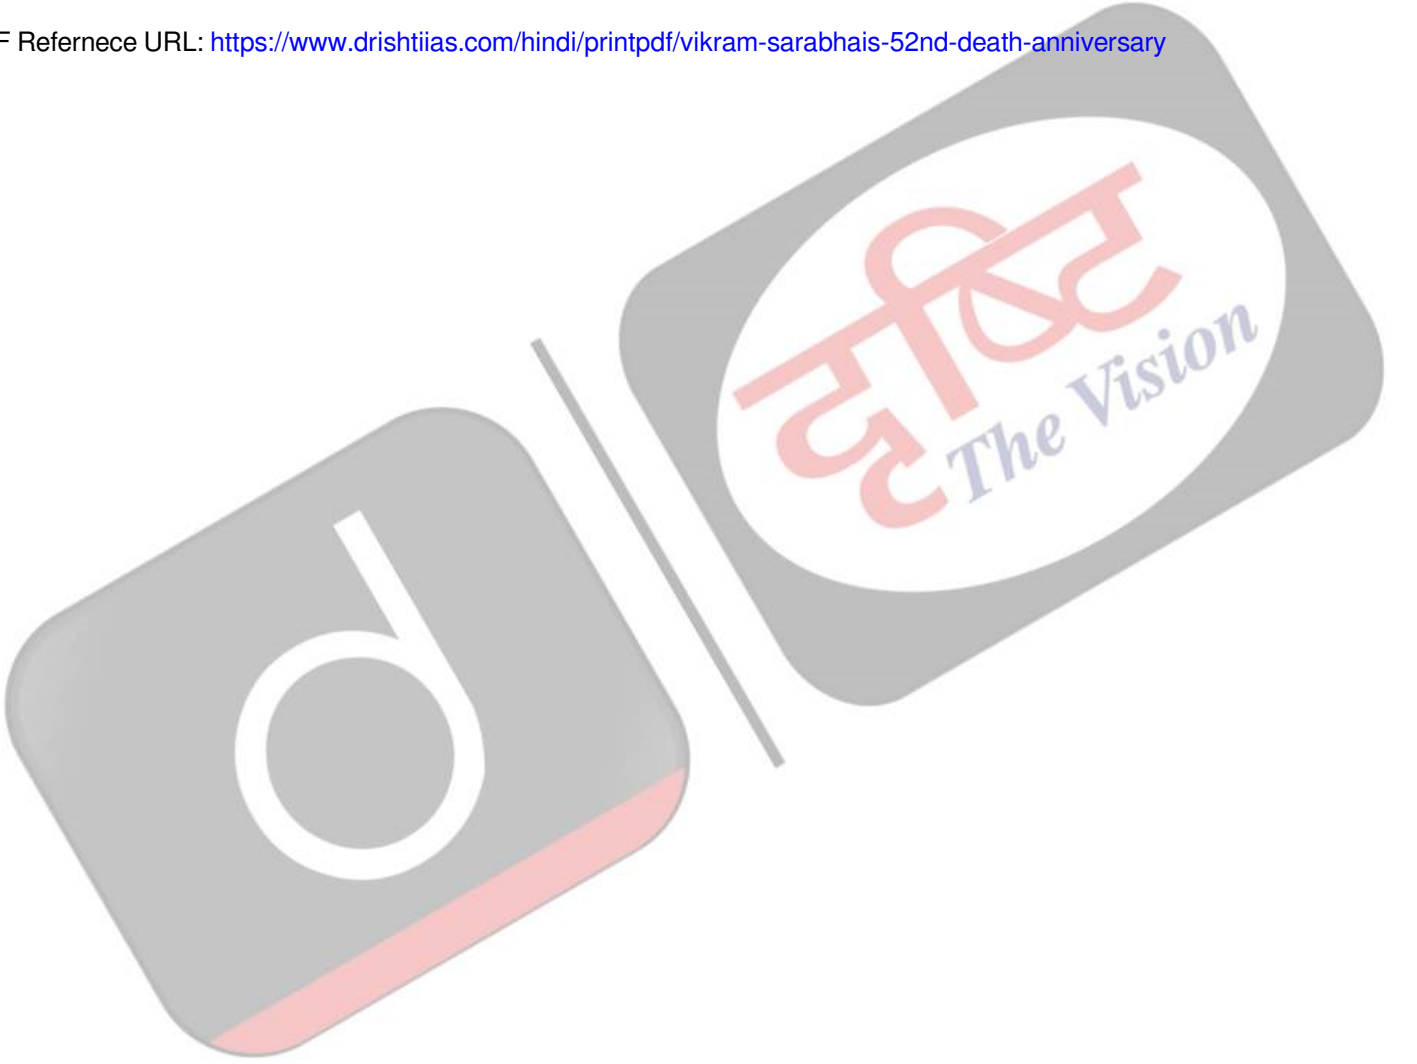 F Refernece URL: https://www.drishtiias.com/hindi/printpdf/vikram-sarabhais-52nd-death-anniversary
दृष्टि
The Vision
d